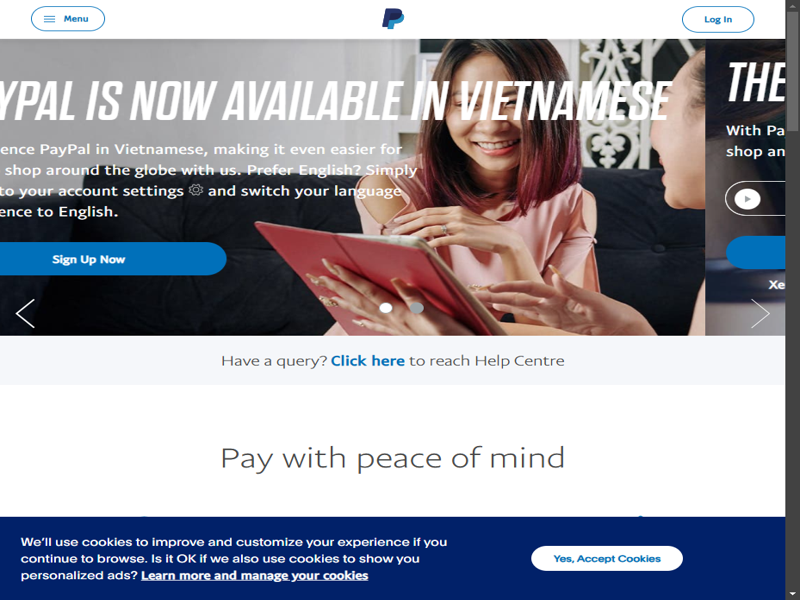 Menu
Log In
YPAL IS NOW AVAILABLE IN VIETNAMESE
THE
ence PayPal in Vietnamese, making it even easier for
shop around the globe with us. Prefer English? Simply
to your account settings and switch your language
ence to English.
With Pa
shop an
Sign Up Now
Xe
Have a query? Click here to reach Help Centre
Pay with peace of mind
We'll use cookies to improve and customize your experience if you
continue to browse. Is it OK if we also use cookies to show you
personalized ads? Learn more and manage your cookies
Yes, Accept Cookies